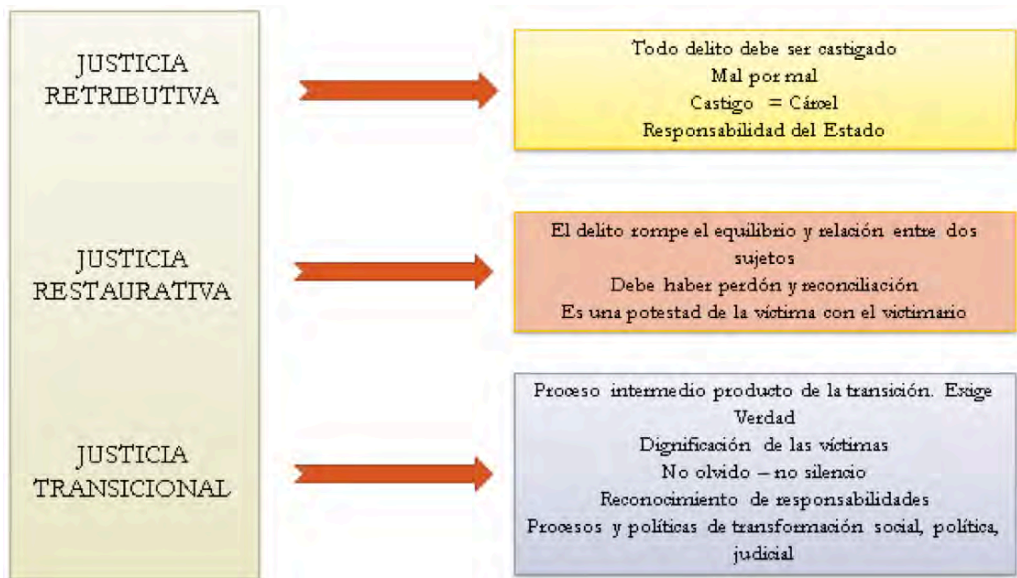 JUSTICIA
RETRIBUTIVA
Todo delito debe ser castigado
Mal por mal
Castigo = Cárcel
Responsabilidad del Estado
JUSTICIA
RESTAURATIVA
El delito rompe el equilibrio y relación entre dos
sujetos
Debe haber perdón y reconciliación
Es una potestad de la víctima con el victimario
JUSTICIA
TRANSICIONAL
Proceso intermedio producto de la transición. Exige
Verdad
Dignificación de las víctimas
No olvido – no silencio
Reconocimiento de responsabilidades
Procesos y políticas de transformación social, política,
judicial